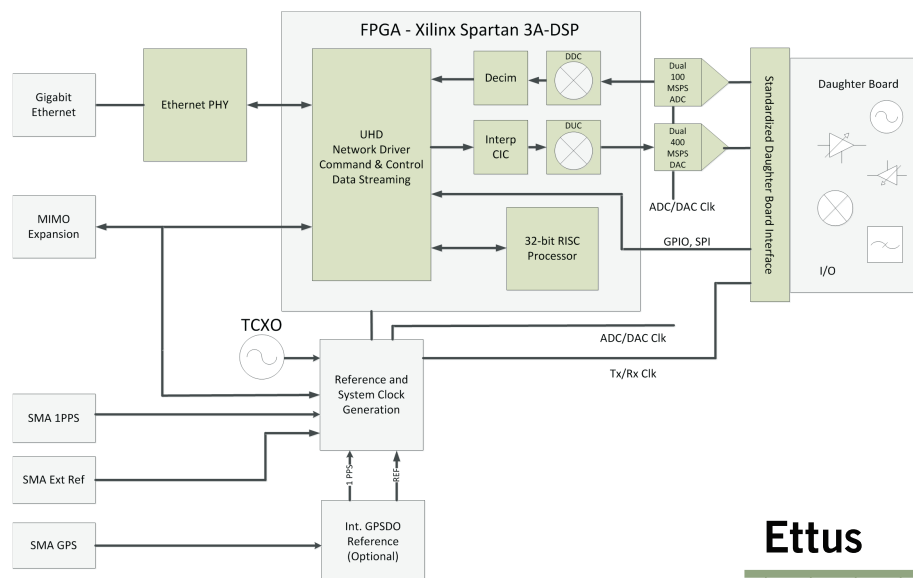 FPGA - Xilinx Spartan 3A-DSP
Gigabit
Ethernet
Ethernet PHY
UHD
Network Driver
Command & Control
Data Streaming
Decim
DDC
Dual
100
MSPS
ADC
Interp
CIC
DUC
Dual
400
MSPS
DAC
ADC/DAC Clk
Standardized Daughter Board Interface
Daughter Board
I/O
MIMO
Expansion
GPIO, SPI
32-bit RISC
Processor
TCXO
ADC/DAC Clk
Tx/Rx Clk
Reference and
System Clock
Generation
SMA 1PPS
SMA Ext Ref
1 PPS
REF
SMA GPS
Int. GPSDO
Reference
(Optional)
Ettus